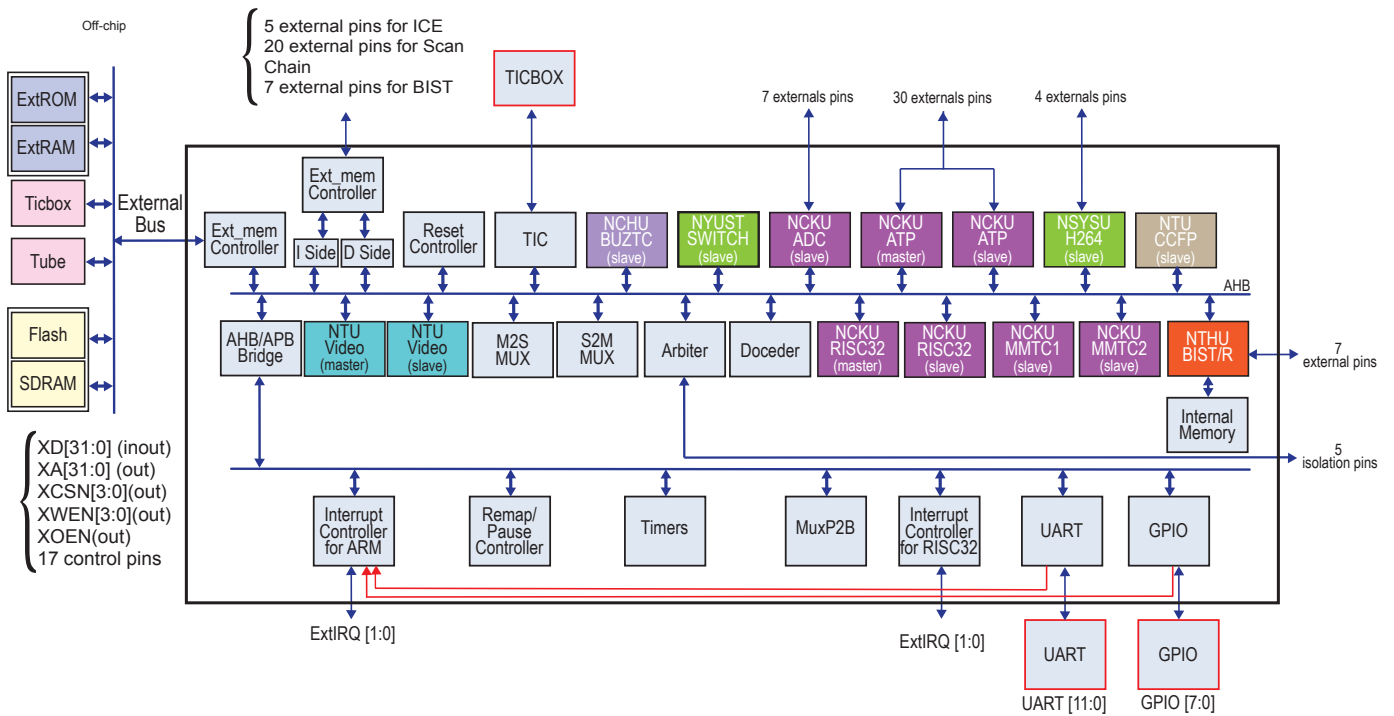 Off-chip
5 external pins for ICE
20 external pins for Scan
Chain
7 external pins for BIST
TICBOX
7 externals pins
30 externals pins
4 externals pins
ExtROM
ExtRAM
Ticbox
Tube
Flash
SDRAM
External
Bus
Ext_mem
Controller
Ext_mem
Controller
I Side
D Side
Reset
Controller
TIC
NCHU
BUZTC
(slave)
NYUST
SWITCH
(slave)
NCKU
ADC
(slave)
NCKU
ATP
(master)
NCKU
ATP
(slave)
NSYSU
H264
(slave)
NTU
CCFP
(slave)
AHB
AHB/APB
Bridge
NTU
Video
(master)
NTU
Video
(slave)
M2S
MUX
S2M
MUX
Arbiter
Doceder
NCKU
RISC32
(master)
NCKU
RISC32
(slave)
NCKU
MMTC1
(slave)
NCKU
MMTC2
(slave)
NTHU
BIST/R
7
external pins
Internal
Memory
5
isolation pins
XD[31:0] (inout)
XA[31:0] (out)
XCSN[3:0](out)
XWEN[3:0](out)
XOEN(out)
17 control pins
Interrupt
Controller
for ARM
Remap/
Pause
Controller
Timers
MuxP2B
Interrupt
Controller
for RISC32
UART
GPIO
ExtIRQ [1:0]
ExtIRQ [1:0]
UART
GPIO
UART [11:0]
GPIO [7:0]